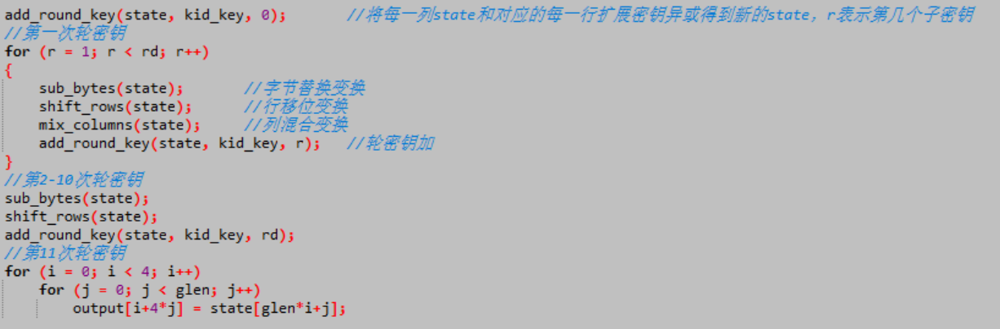 add_round_key(state, kid_key, 0);        //将每一列state和对应的每一行扩展密钥异或得到新的state，r表示第几个子密钥
//第一次轮密钥
for (r = 1; r < rd; r++)
{
    sub_bytes(state);       //字节替换变换
    shift_rows(state);      //行移位变换
    mix_columns(state);     //列混合变换
    add_round_key(state, kid_key, r);   //轮密钥加
}
//第2-10次轮密钥
sub_bytes(state);
shift_rows(state);
add_round_key(state, kid_key, rd);
//第11次轮密钥
for (i = 0; i < 4; i++)
    for (j = 0; j < glen; j++)
        output[i+4*j] = state[glen*i+j];